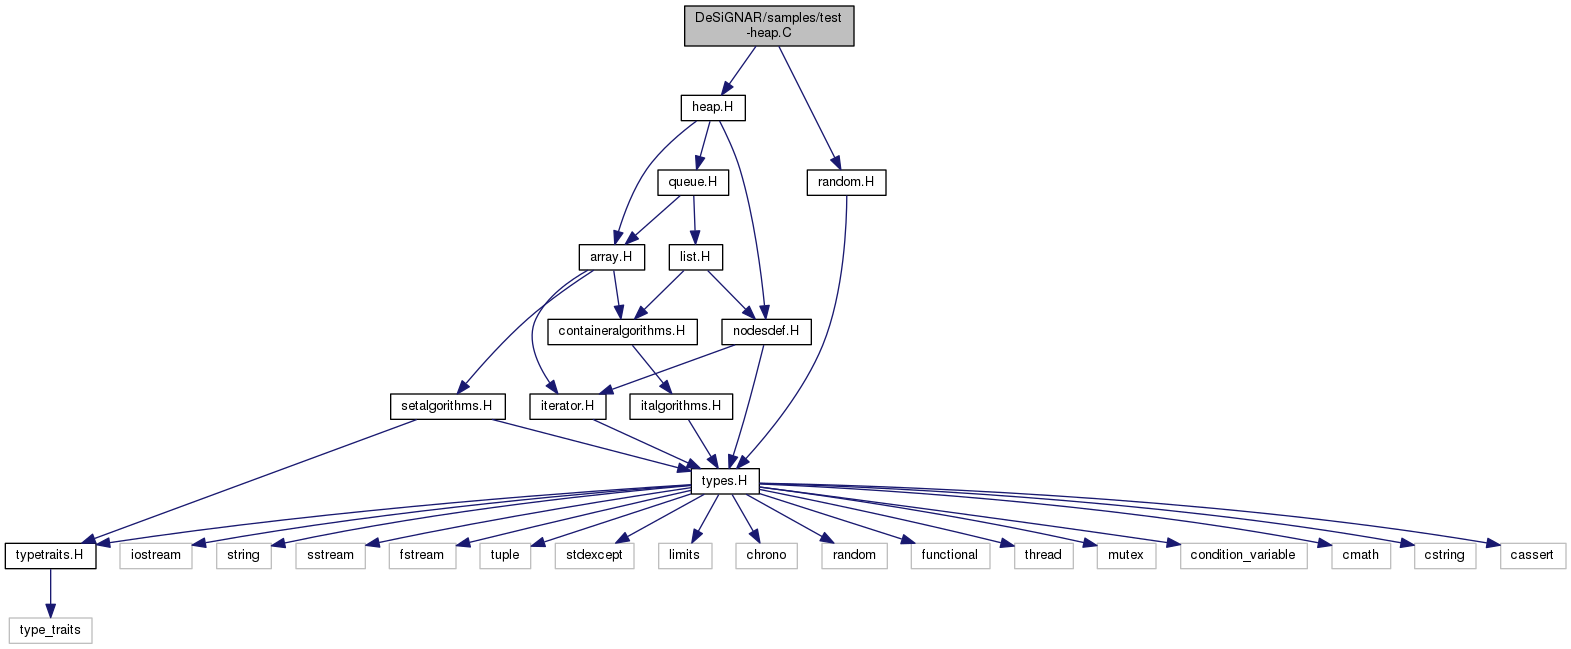 DeSiGNAR/samples/test
-heap.C
heap.H
queue.H
random.H
array.H
list.H
containeralgorithms.H
nodesdef.H
setalgorithms.H
iterator.H
italgorithms.H
types.H
typetraits.H
iostream
string
sstream
fstream
tuple
stdexcept
limits
chrono
random
functional
thread
mutex
condition_variable
cmath
cstring
cassert
type_traits